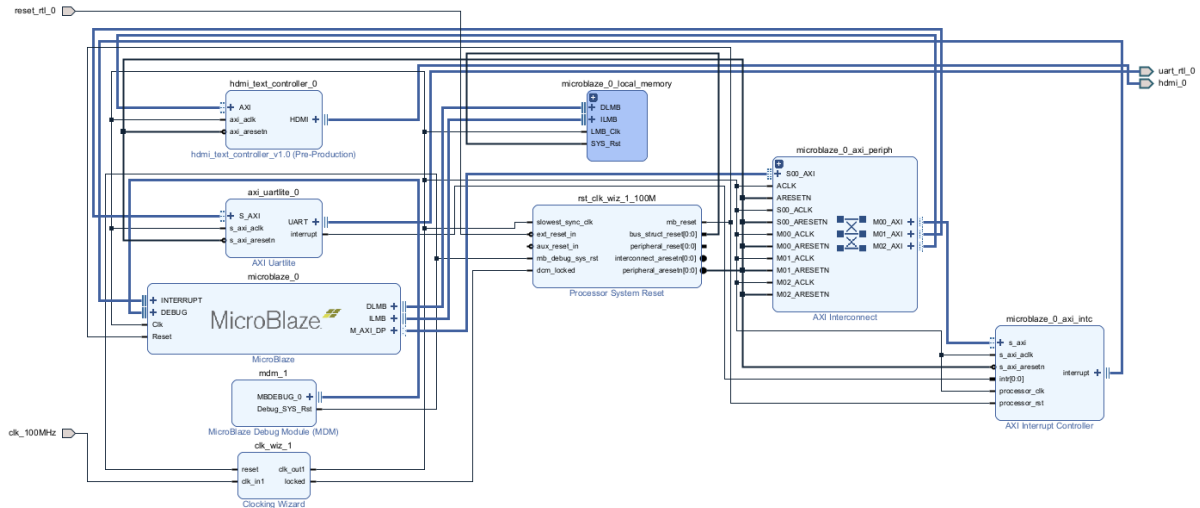 reset_rtl_0
uart_rtl_0
hdmi_0
hdmi_text_controller_0
AXI
axi_aclk
axi_aresetn
HDMI
hdmi_text_controller_v1.0 (Pre-Production)
microblaze_0_local_memory
DLMB
ILMB
LMB_Clk
SYS_Rst
axi_uartlite_0
S_AXI
s_axi_aclk
s_axi_aresetn
UART
interrupt
AXI Uartlite
rst_clk_wiz_1_100M
slowest_sync_clk
ext_reset_in
aux_reset_in
mb_debug_sys_rst
dcm_locked
mb_reset
bus_struct_reset[0:0]
peripheral_reset[0:0]
interconnect_aresetn[0:0]
peripheral_aresetn[0:0]
Processor System Reset
microblaze_0_axi_periph
S00_AXI
ACLK
ARESETN
S00_ACLK
S00_ARESETN
M00_ACLK
M00_ARESETN
M01_ACLK
M01_ARESETN
M02_ACLK
M02_ARESETN
M00_AXI
M01_AXI
M02_AXI
AXI Interconnect
microblaze_0
INTERRUPT
DEBUG
Clk
Reset
MicroBlaze
DLMB
ILMB
M_AXI_DP
MicroBlaze
microblaze_0_axi_intc
s_axi
s_axi_aclk
s_axi_aresetn
intr[0:0]
processor_clk
processor_rst
interrupt
AXI Interrupt Controller
mdm_1
MBDEBUG_0
Debug_SYS_Rst
MicroBlaze Debug Module (MDM)
clk_100MHz
clk_wiz_1
reset
clk_in1
clk_out1
locked
Clocking Wizard